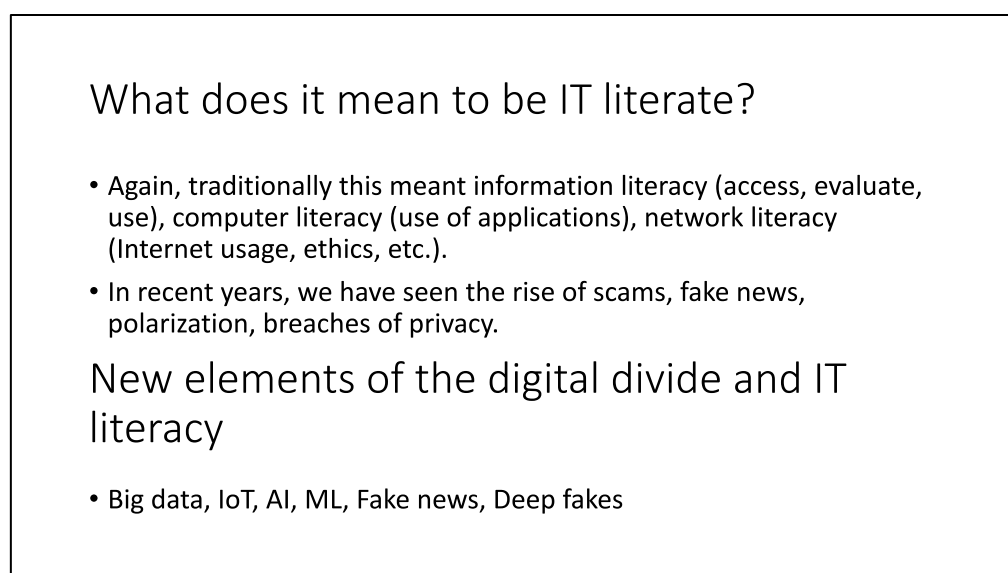 What does it mean to be IT literate?
• Again, traditionally this meant information literacy (access, evaluate,
use), computer literacy (use of applications), network literacy
(Internet usage, ethics, etc.).
• In recent years, we have seen the rise of scams, fake news,
polarization, breaches of privacy.
New elements of the digital divide and IT
literacy
• Big data, IoT, AI, ML, Fake news, Deep fakes